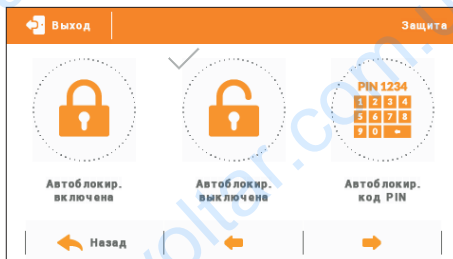 Выход
Защита
PIN 1234
1 2 3 4
5 6 7 8
9 0 -
Автоблокир.
включена
Автоблокир.
выключена
Автоблокир.
код PIN
Назад